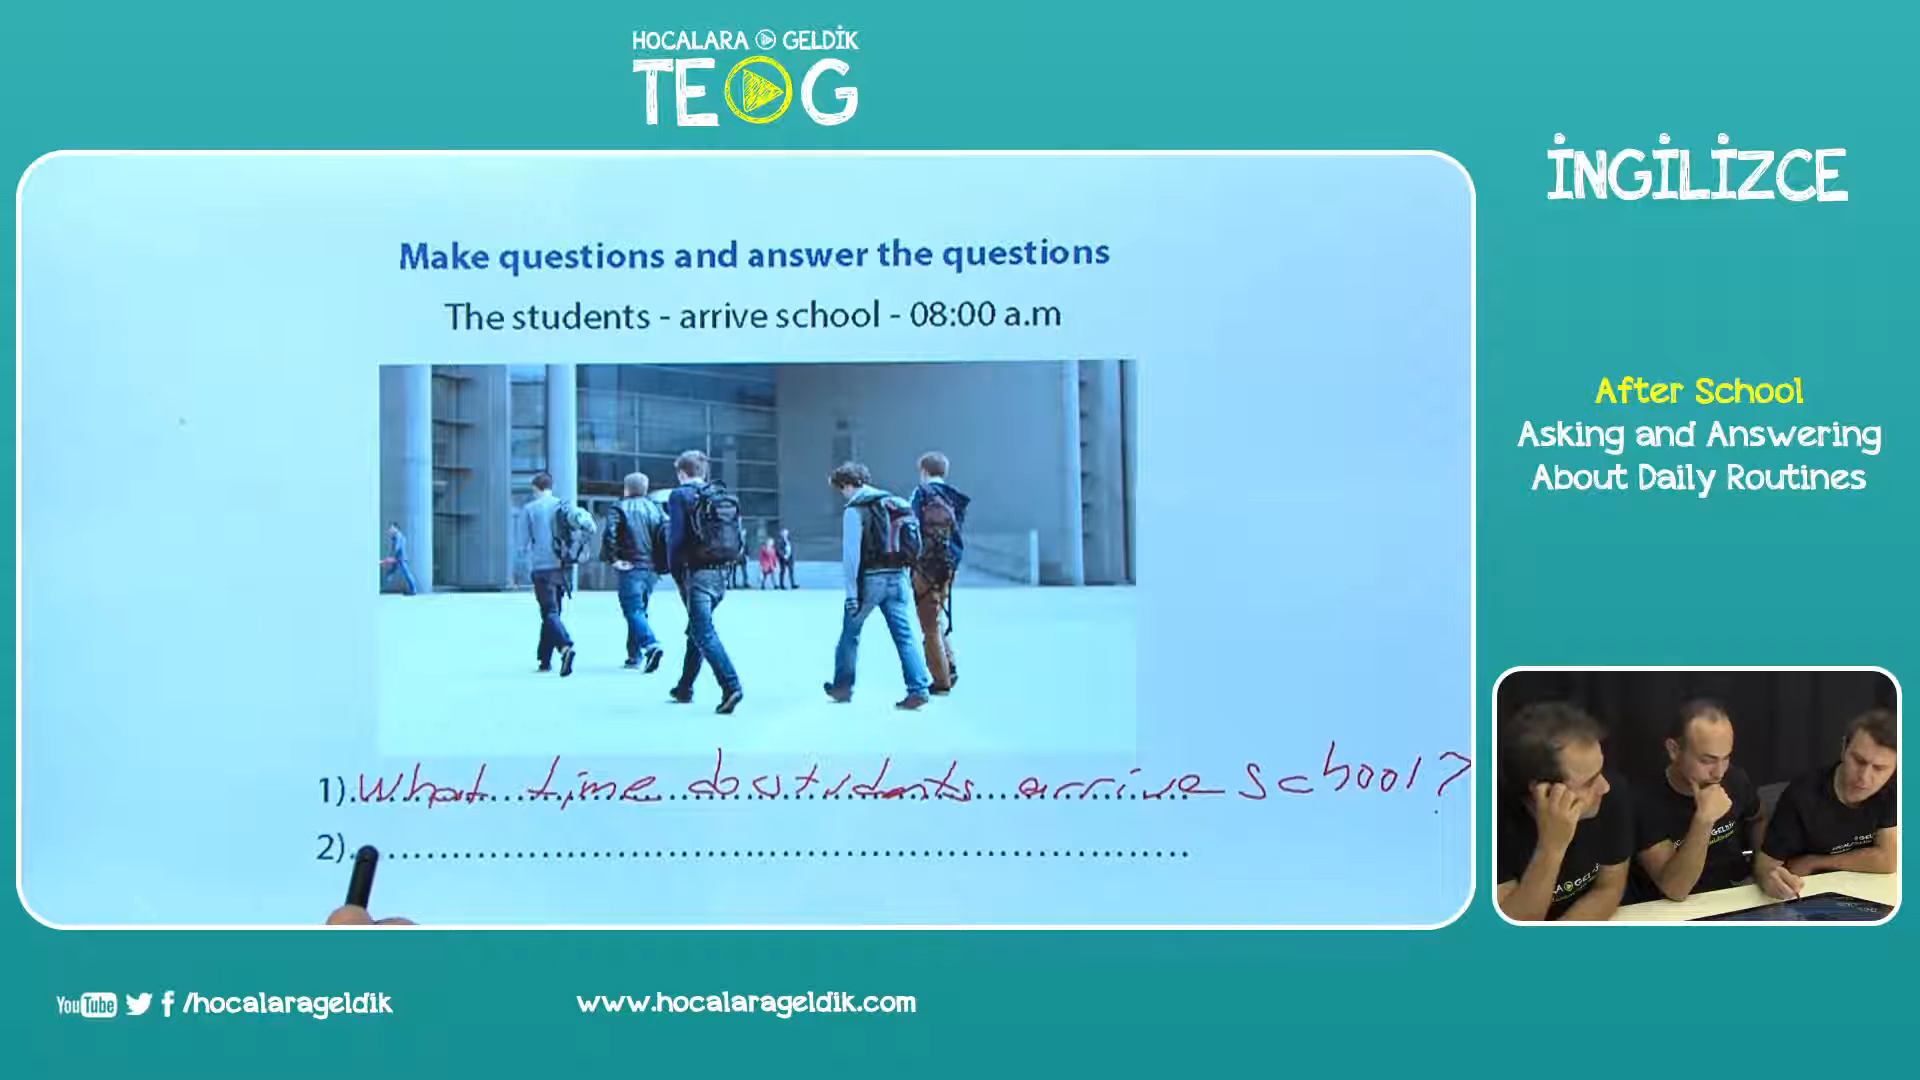 HOCALARA GELDİK
TEOG
İNGİLİZCE
Make questions and answer the questions
The students - arrive school - 08:00 a.m
After School
Asking and Answering
About Daily Routines
1) What time do students arrive school?
2)
YouTube /hocalarageldik
www.hocalarageldik.com